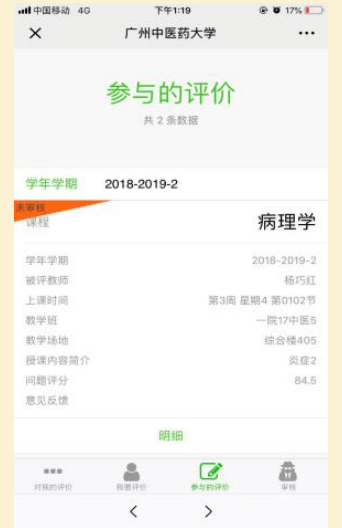 中国移动 4G 下午1:19 17%
广州中医药大学
参与的评价
共 2 条数据
学年学期 2018-2019-2
未审核
课程 病理学
学年学期 2018-2019-2
被评教师 杨巧红
上课时间 第3周 星期4 第0102节
教学班 一院17中医5
教学场地 综合楼405
授课内容简介 炎症2
问题评分 84.5
意见反馈
明细
对我的评价 我要评价 参与的评价 审核